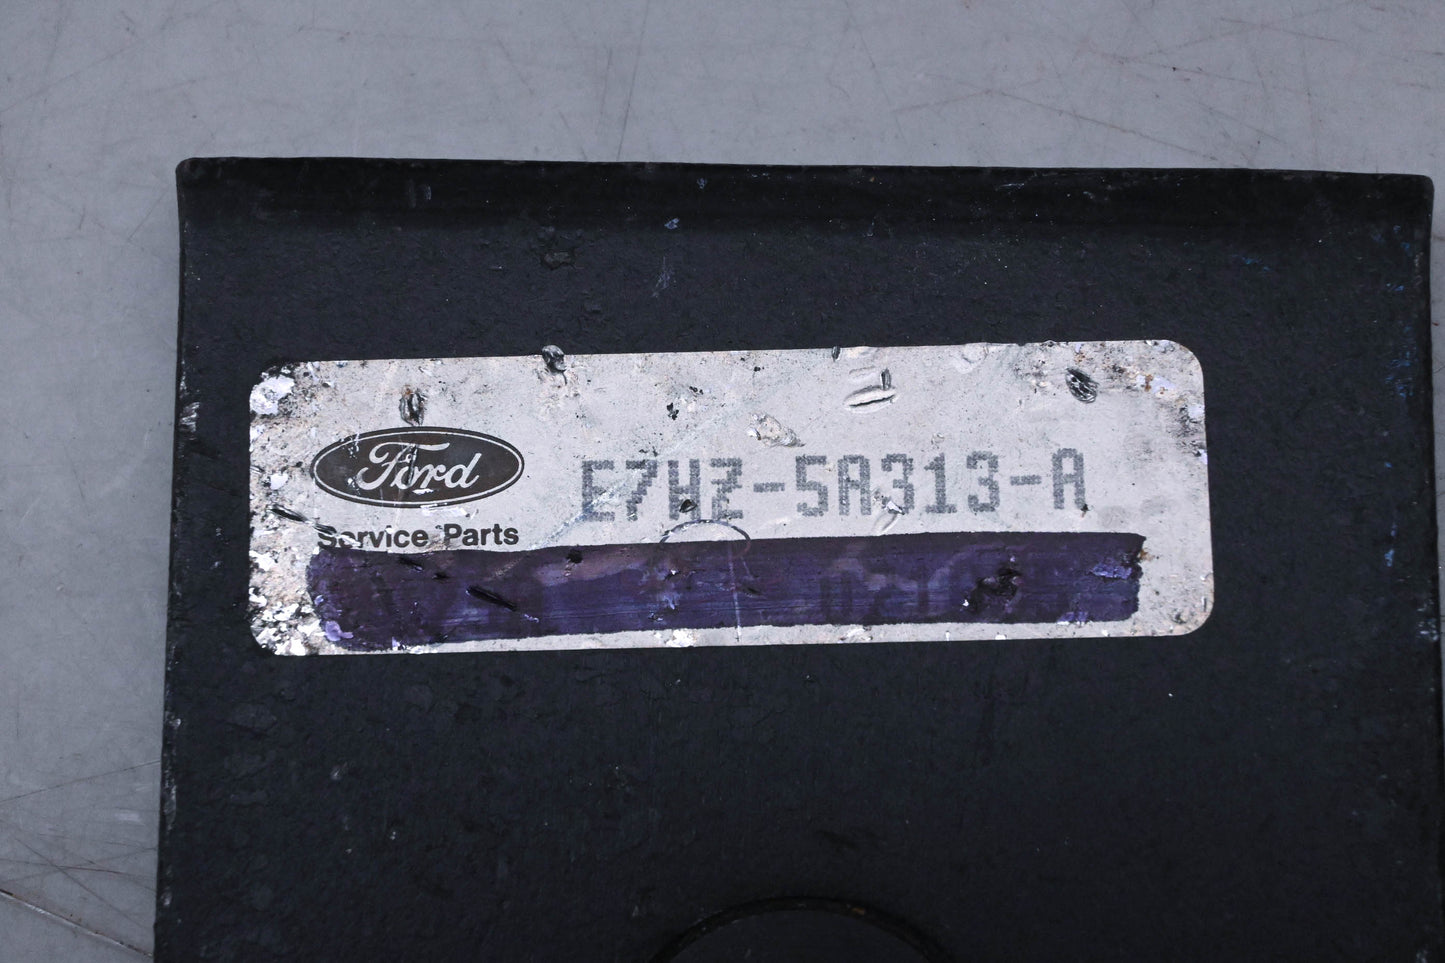 Ford
E7HZ-5A313-A
Service Parts